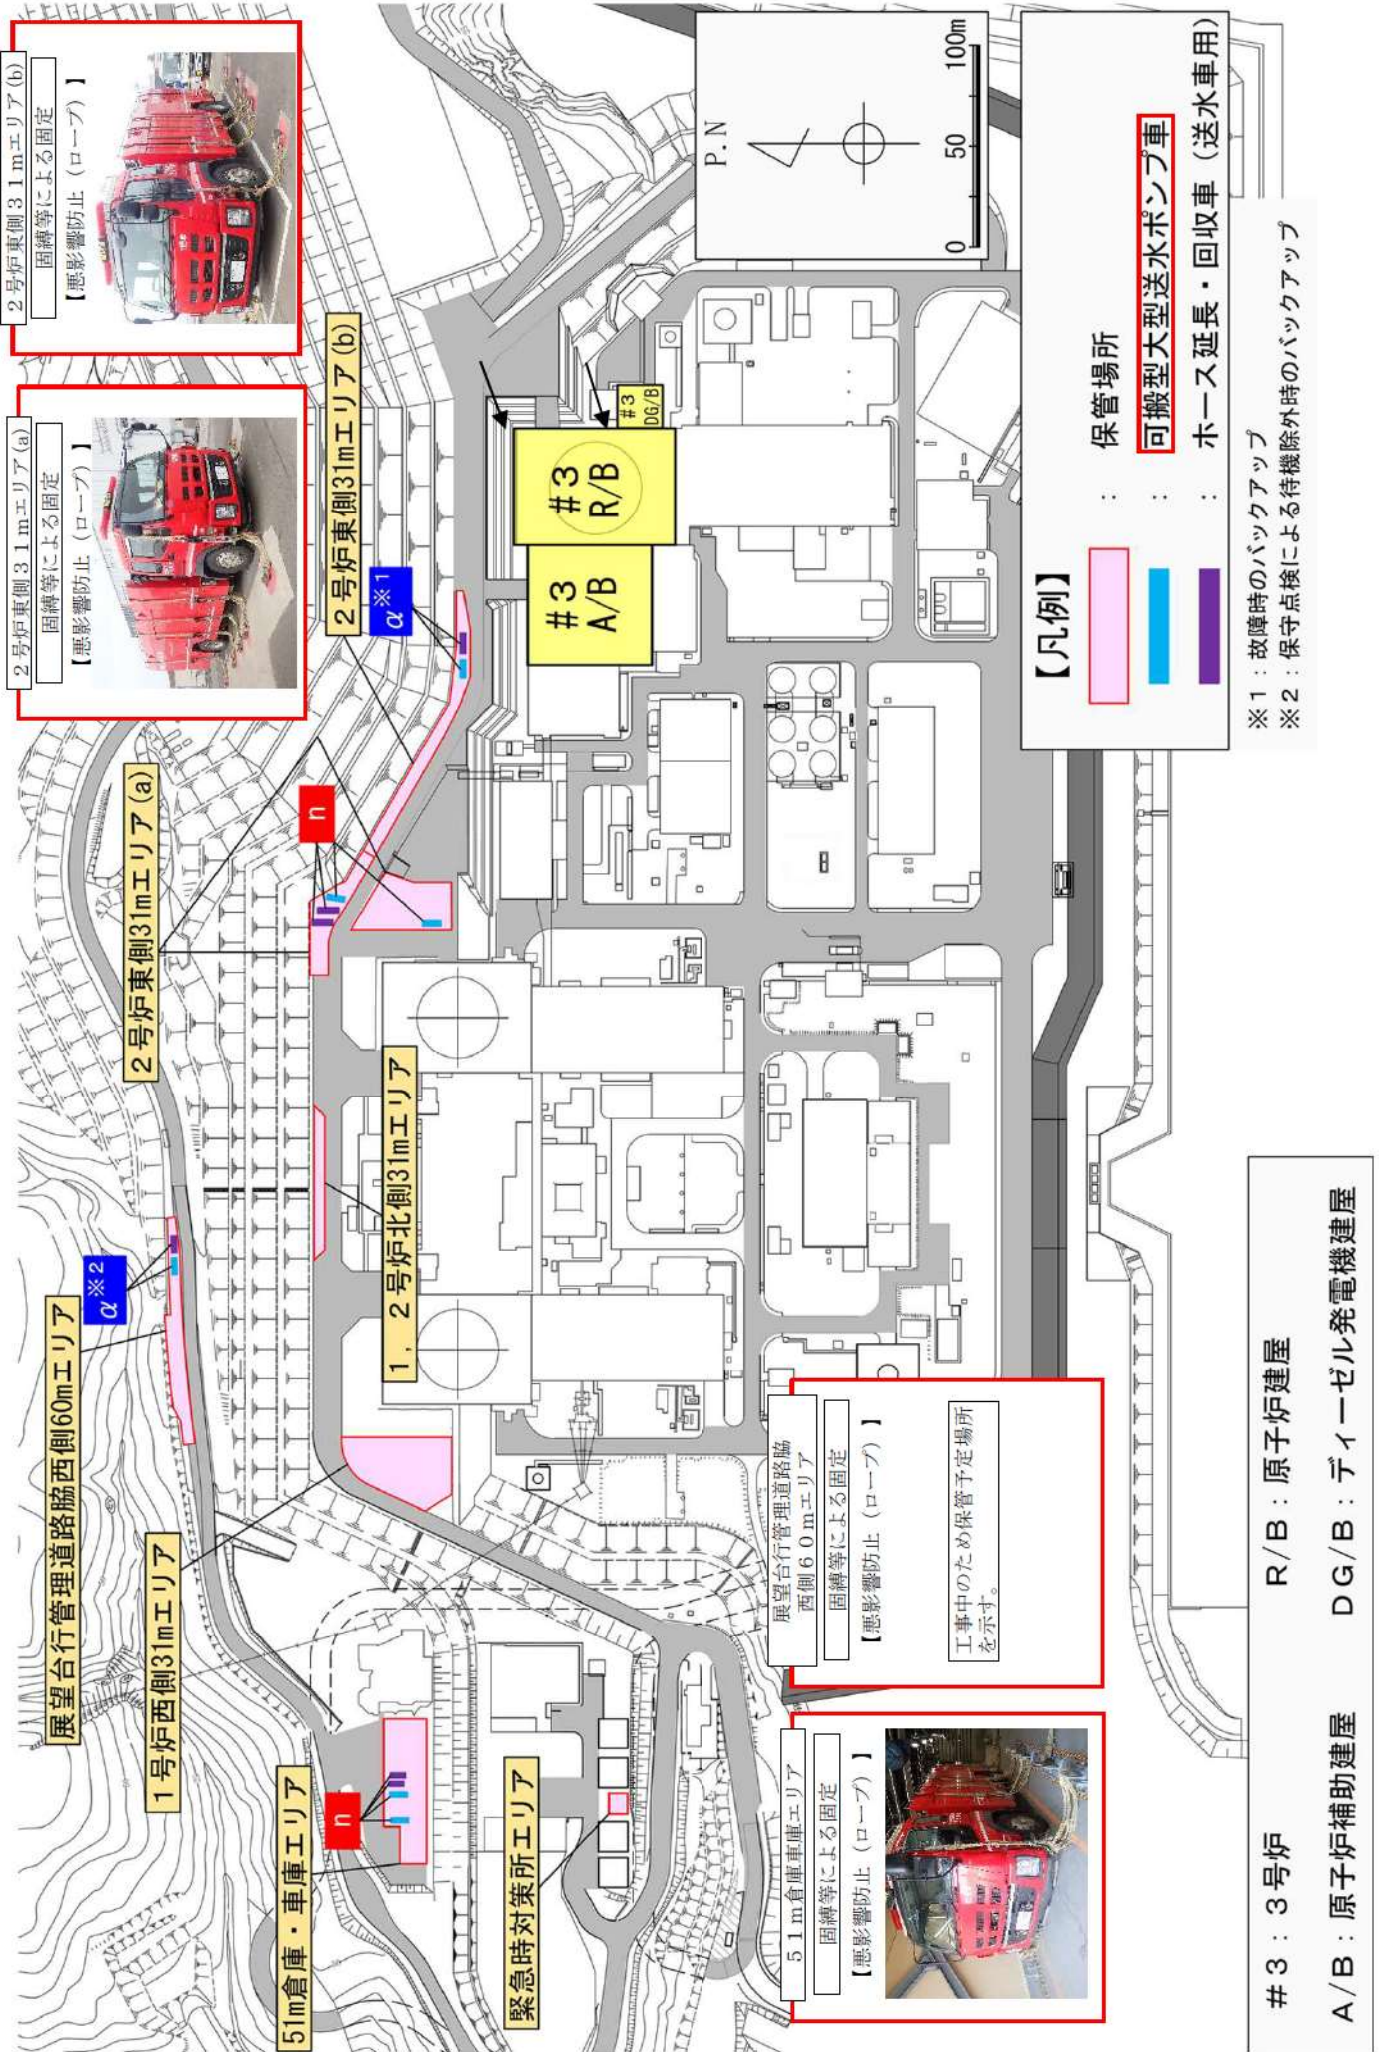 51m倉庫・車庫エリア
n
1号炉西側31mエリア
展望台行管理道路脇西側60mエリア
α※2
緊急時対策所エリア
1，2号炉北側31mエリア
2号炉東側31mエリア(a)
n
2号炉東側31mエリア(b)
α※1
2号炉東側31mエリア(a)
固縛等による固定
【悪影響防止（ロープ）】
2号炉東側31mエリア(b)
固縛等による固定
【悪影響防止（ロープ）】
#3
A/B
#3
R/B
#3
DG/B
P.N
0
50
100m
51m倉庫車庫エリア
固縛等による固定
【悪影響防止（ロープ）】
展望台行管理道路脇
西側60mエリア
固縛等による固定
【悪影響防止（ロープ）】
工事中のため保管予定場所
を示す。
【凡例】
：保管場所
：可搬型大型送水ポンプ車
：ホース延長・回収車（送水車用）
※1：故障時のバックアップ
※2：保守点検による待機除外時のバックアップ
#3：3号炉
R/B：原子炉建屋
A/B：原子炉補助建屋
DG/B：ディーゼル発電機建屋